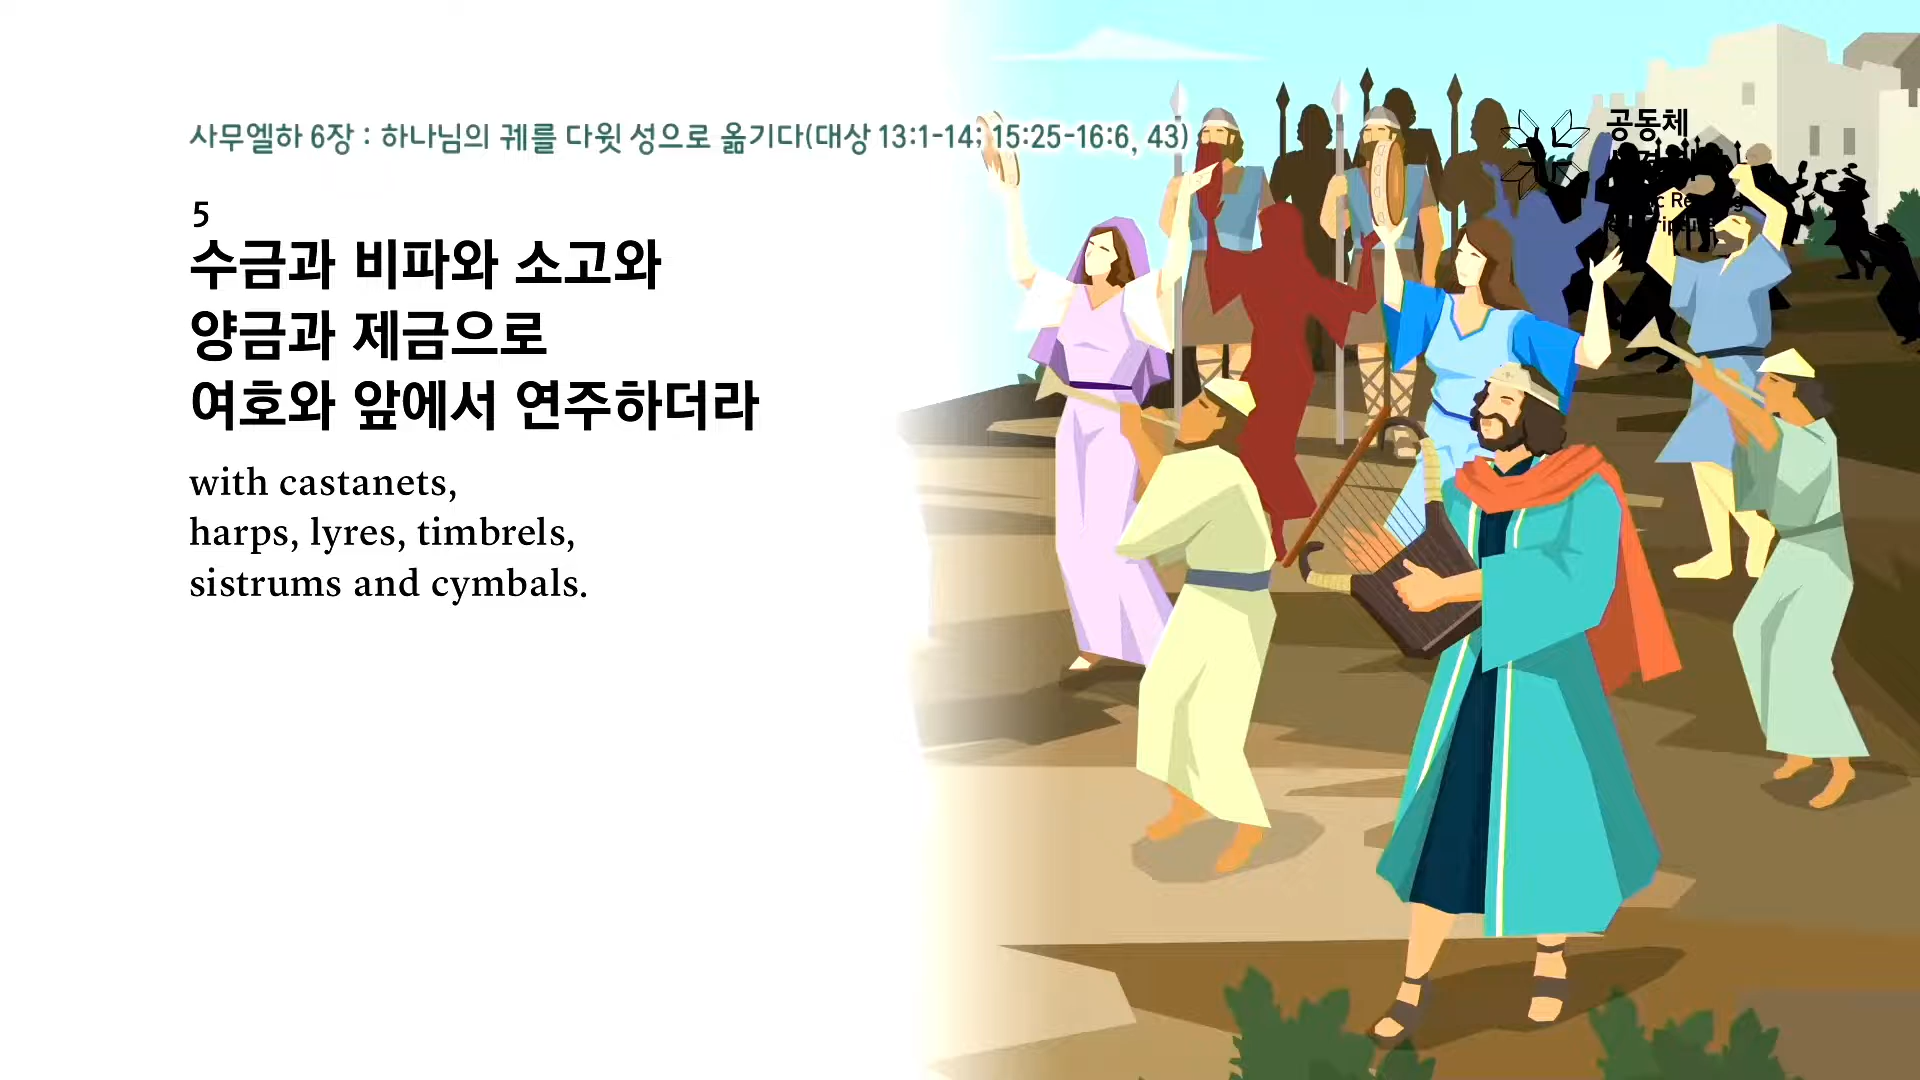 사무엘하 6장 : 하나님의 궤를 다윗 성으로 옮기다(대상 13:1-14; 15:25-16:6, 43)
공동체
5
수금과 비파와 소고와
양금과 제금으로
여호와 앞에서 연주하더라
with castanets,
harps, lyres, timbrels,
sistrums and cymbals.